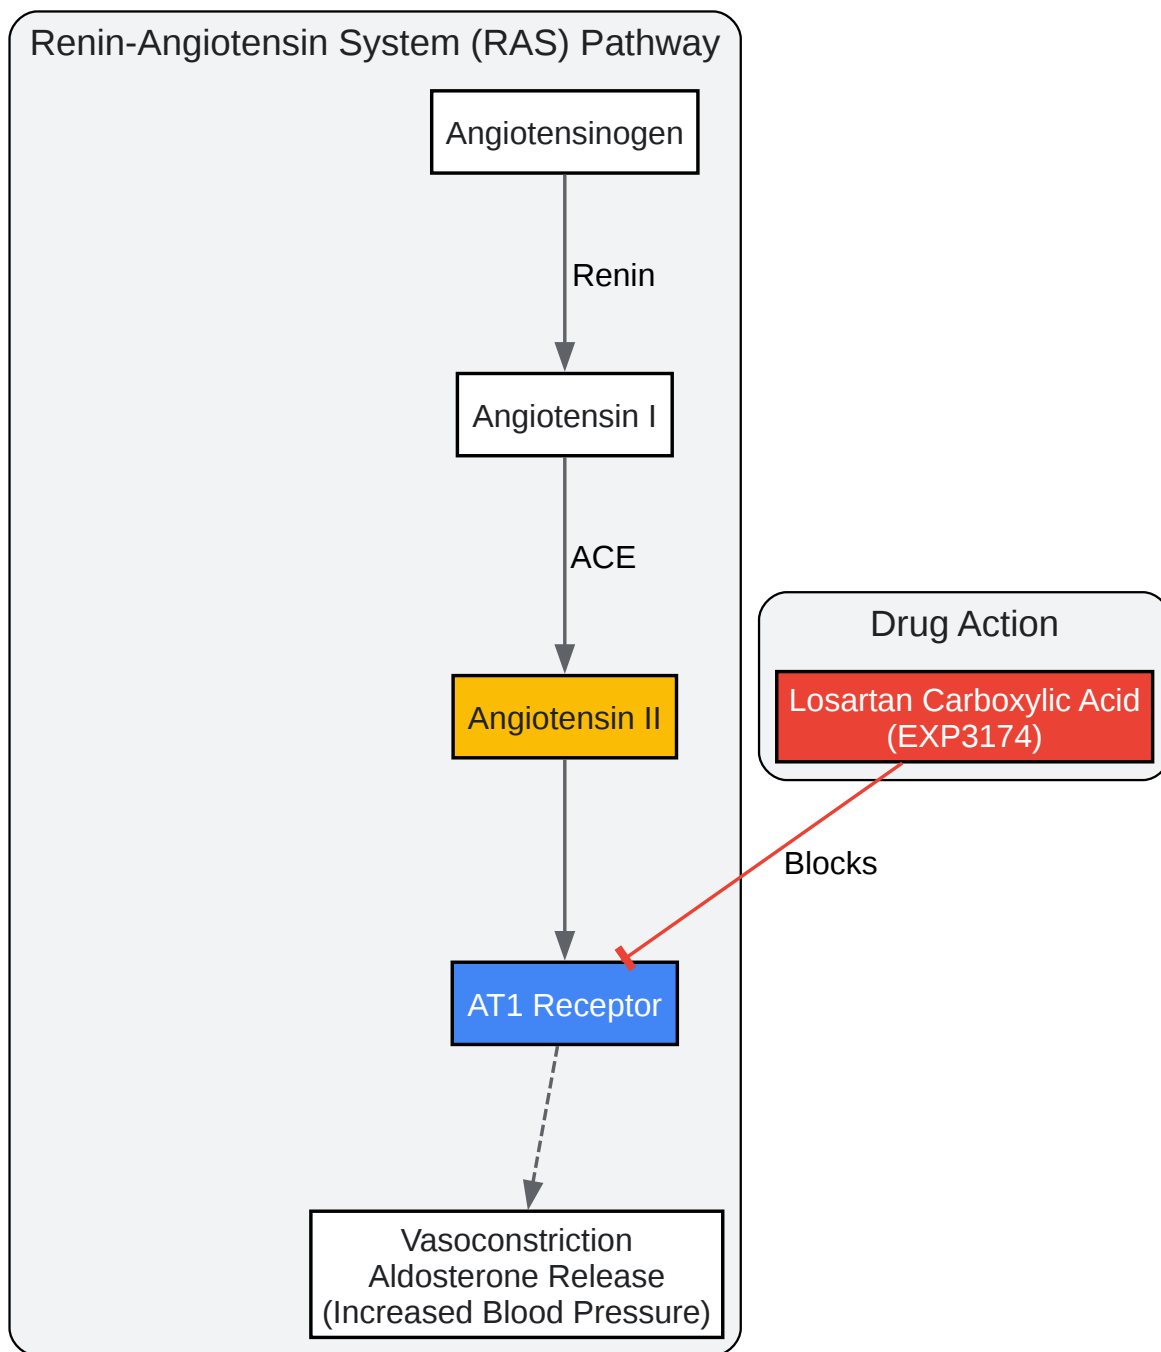 Renin-Angiotensin System (RAS) Pathway
Angiotensinogen
Renin
Angiotensin I
ACE
Drug Action
Losartan Carboxylic Acid
(EXP3174)
Angiotensin II
Blocks
AT1 Receptor
Vasoconstriction
Aldosterone Release
(Increased Blood Pressure)